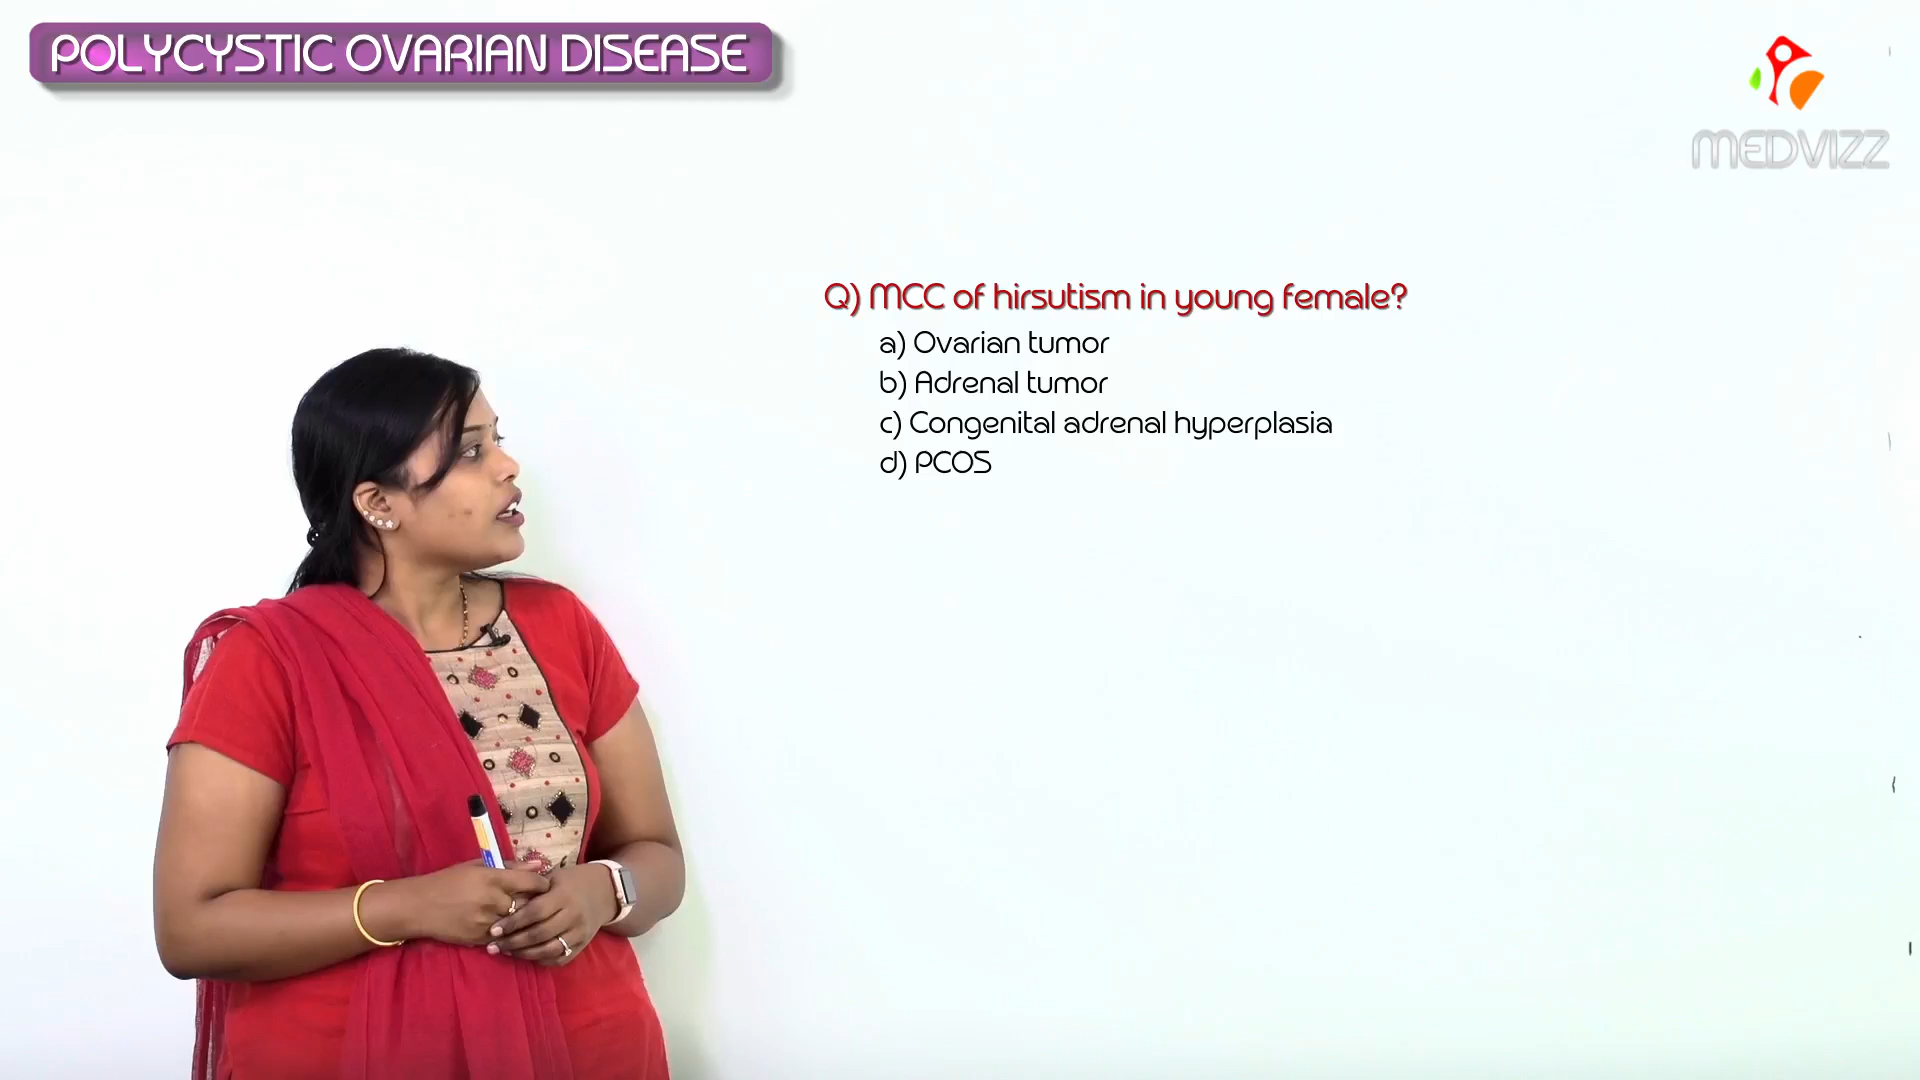 POLYCYSTIC OVARIAN DISEASE
MEDVIZZ
Q) MCC of hirsutism in young female?
a) Ovarian tumor
b) Adrenal tumor
c) Congenital adrenal hyperplasia
d) PCOS